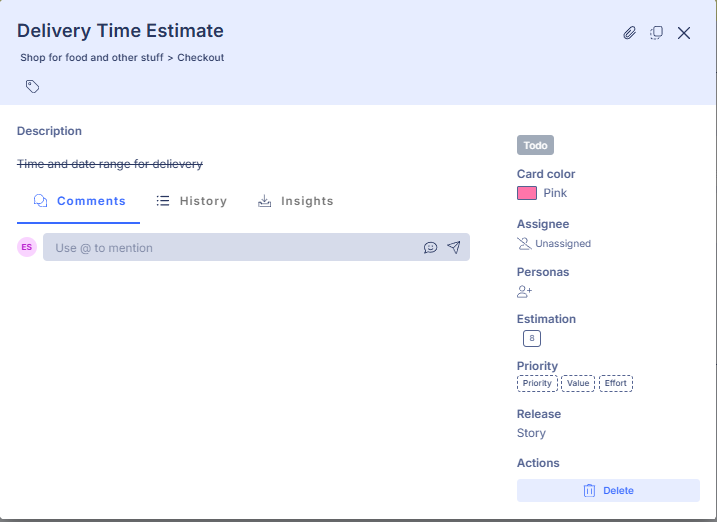 Delivery Time Estimate
Shop for food and other stuff > Checkout
Description
Time and date range for delievery
Comments
History
Insights
ES
Use @ to mention
Todo
Card color
Pink
Assignee
Unassigned
Personas
Estimation
8
Priority
Priority
Value
Effort
Release
Story
Actions
Delete